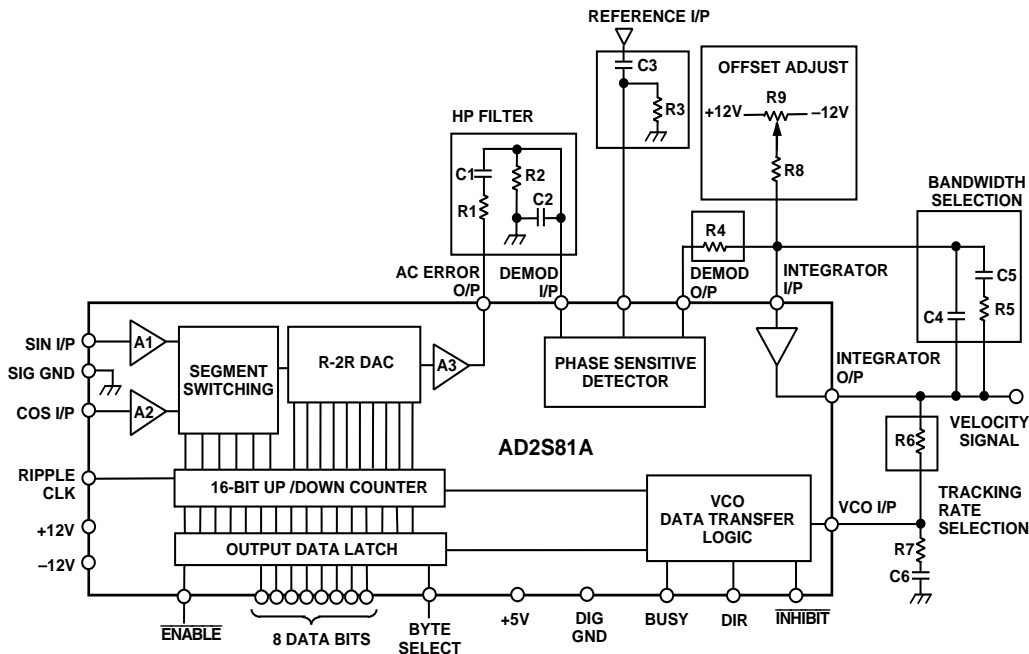 REFERENCE I/P
C3
R3
OFFSET ADJUST
R9
+12V
–12V
R8
HP FILTER
C1
R2
R1
C2
BANDWIDTH
SELECTION
R4
C5
C4
R5
AC ERROR
O/P
DEMOD
I/P
DEMOD
O/P
INTEGRATOR
I/P
SIN I/P
A1
SIG GND
SEGMENT
SWITCHING
R-2R DAC
A3
PHASE SENSITIVE
DETECTOR
INTEGRATOR
O/P
COS I/P
A2
VELOCITY
SIGNAL
AD2S81A
R6
RIPPLE
CLK
16-BIT UP /DOWN COUNTER
VCO
DATA TRANSFER
LOGIC
VCO I/P
TRACKING
RATE
SELECTION
+12V
OUTPUT DATA LATCH
R7
–12V
C6
ENABLE
8 DATA BITS
BYTE
SELECT
+5V
DIG
GND
BUSY
DIR
INHIBIT